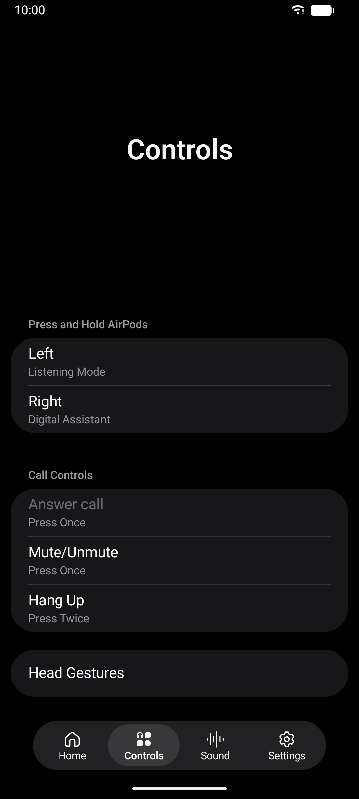 10:00
Controls
Press and Hold AirPods
Left
Listening Mode
Right
Digital Assistant
Call Controls
Answer call
Press Once
Mute/Unmute
Press Once
Hang Up
Press Twice
Head Gestures
Home
Controls
Sound
Settings